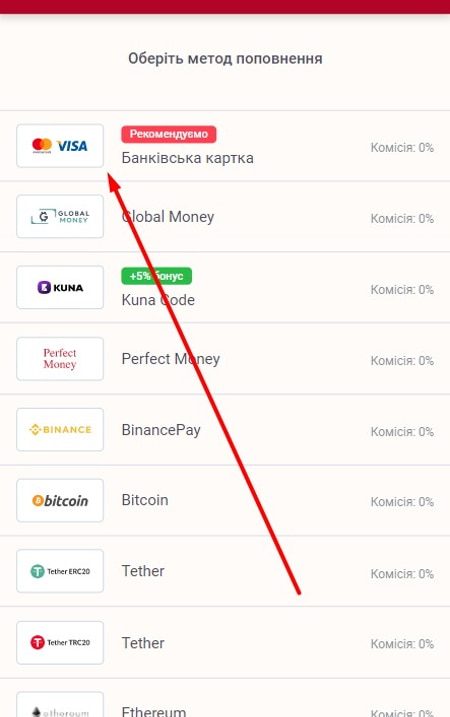 Оберіть метод поповнення
VISA
Рекомендуємо
Банківська картка
Комісія: 0%
GLOBAL
MONEY
Global Money
Комісія: 0%
KUNA
+5% бонус
Kuna Code
Комісія: 0%
Perfect
Money
Perfect Money
Комісія: 0%
BINANCE
BinancePay
Комісія: 0%
bitcoin
Bitcoin
Комісія: 0%
Tether ERC20
Tether
Комісія: 0%
Tether TRC20
Tether
Комісія: 0%
ethereum
Ethereum
Комісія: 0%